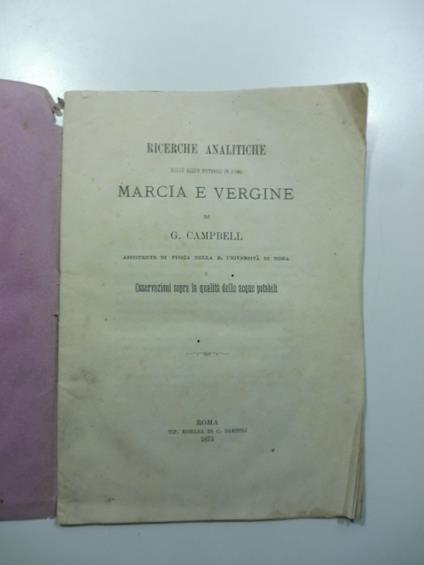 RICERCHE ANALITICHE
SULLE ACQUE POTABILI DI ROMA
MARCIA E VERGINE
DI
G. CAMPBELL
ASSISTENTE DI FISICA NELLA R. UNIVERSITÀ DI ROMA
E
Osservazioni sopra la qualità delle acque potabili
ROMA
TIP. ROMANA DI C. BARTOLI